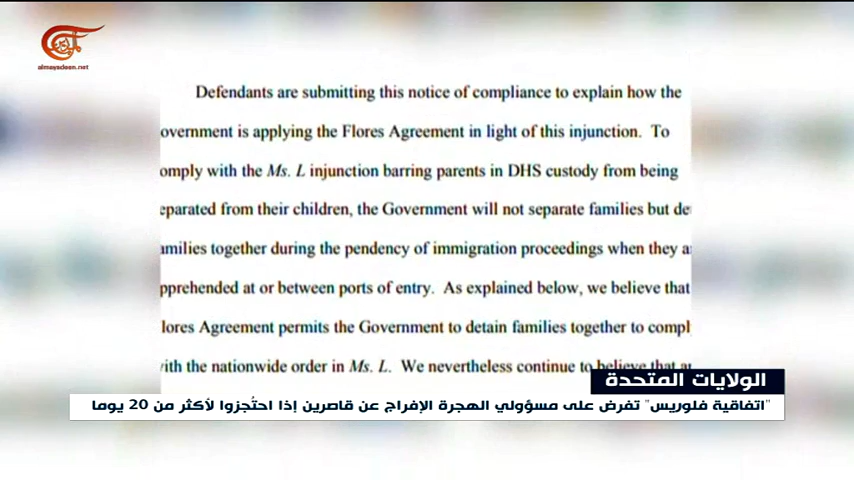 الميادين
almayadeen.net
Defendants are submitting this notice of compliance to explain how the
overnment is applying the Flores Agreement in light of this injunction. To
omply with the Ms. L injunction barring parents in DHS custody from being
eparated from their children, the Government will not separate families but de
amilies together during the pendency of immigration proceedings when they a
pprehended at or between ports of entry. As explained below, we believe that
lores Agreement permits the Government to detain families together to compl
ith the nationwide order in Ms. L. We nevertheless continue to believe that a
الولايات المتحدة
"اتفاقية فلوريس" تفرض على مسؤولي الهجرة الإفراج عن قاصرين إذا احتُجزوا لأكثر من 20 يوما